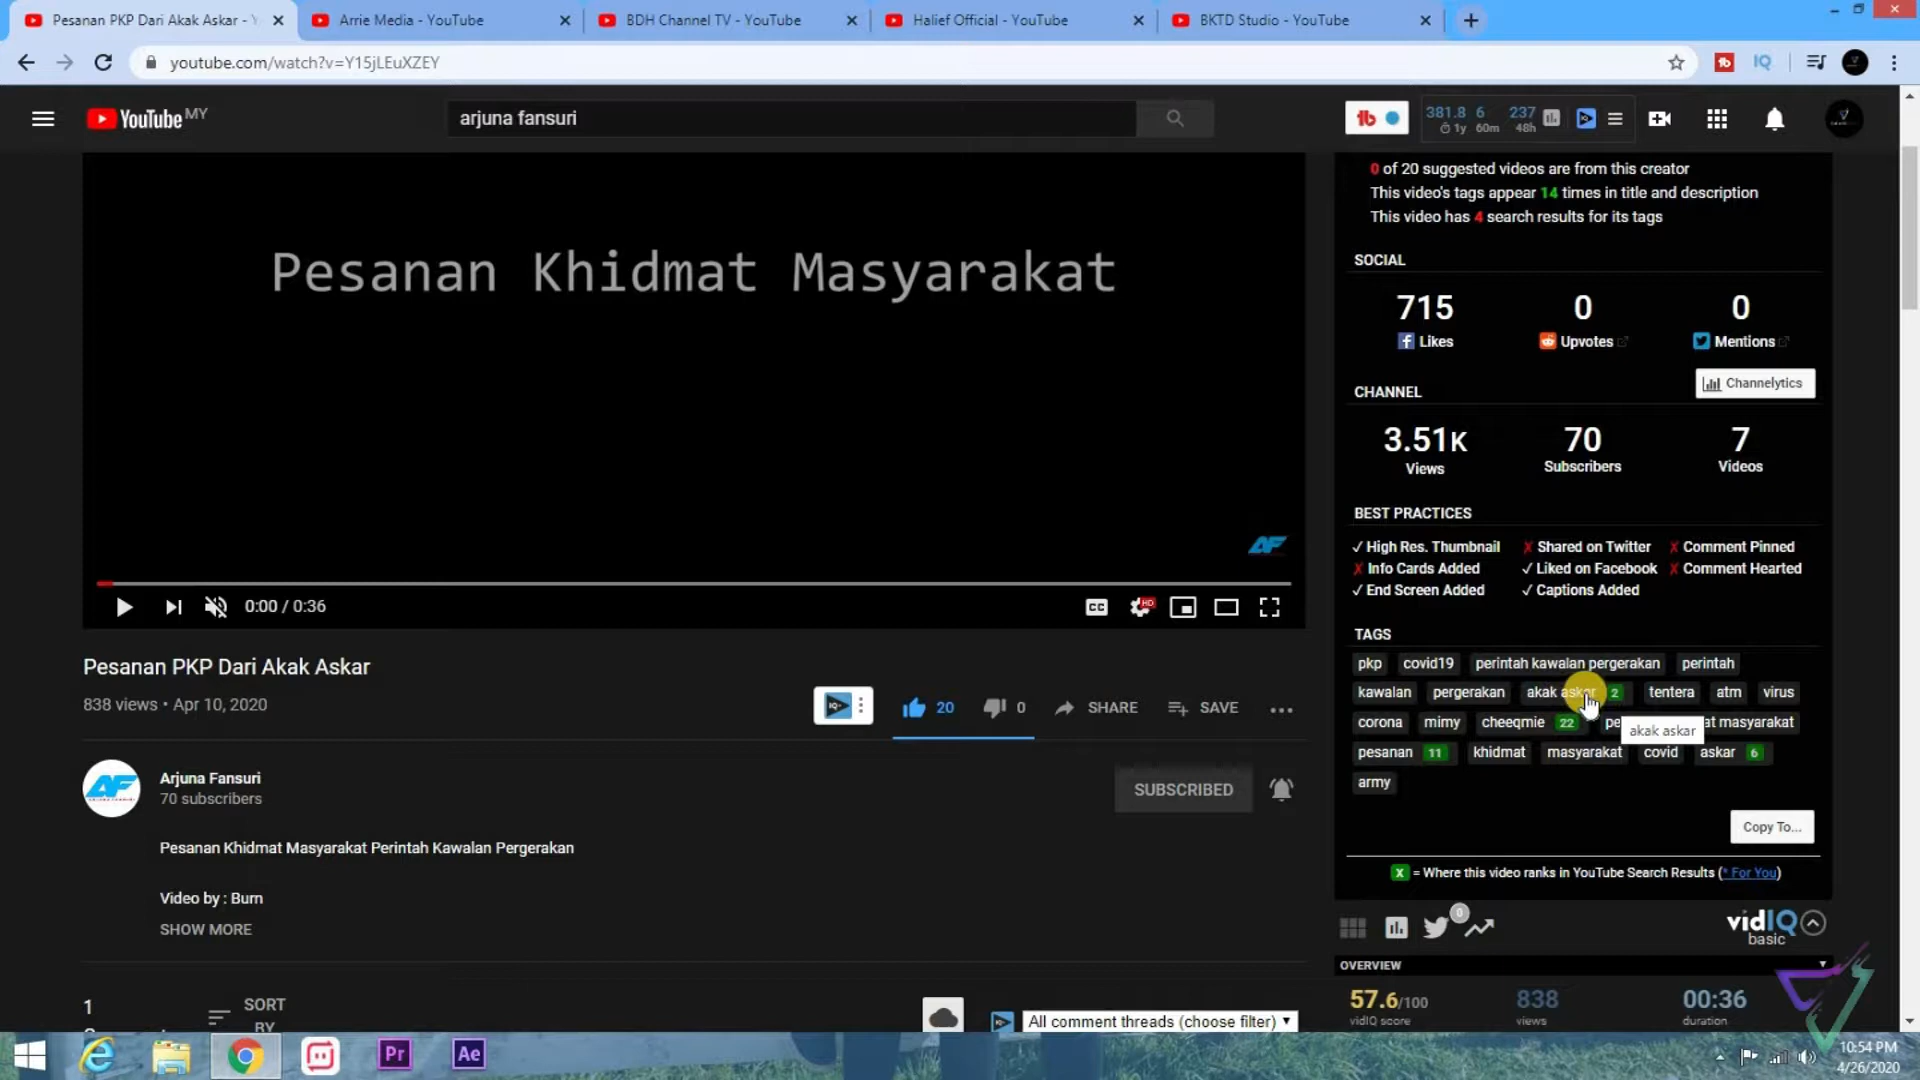 Pesanan PKP Dari Akak Askar - Y
Arrie Media - YouTube
BDH Channel TV - YouTube
Halief Official - YouTube
BKTD Studio - YouTube
youtube.com/watch?v=Y15jLEuXZEY
IQ
YouTube MY
arjuna fansuri
381.8 6 237
1y 60m 48h
Pesanan Khidmat Masyarakat
AF
0:00 / 0:36
CC
HD
Pesanan PKP Dari Akak Askar
838 views • Apr 10, 2020
20
0
SHARE
SAVE
AF
Arjuna Fansuri
70 subscribers
SUBSCRIBED
Pesanan Khidmat Masyarakat Perintah Kawalan Pergerakan
Video by : Burn
SHOW MORE
1
SORT
BY
All comment threads (choose filter)
0 of 20 suggested videos are from this creator
This video's tags appear 14 times in title and description
This video has 4 search results for its tags
SOCIAL
715 0 0
Likes Upvotes Mentions
CHANNEL
Channelytics
3.51K 70 7
Views Subscribers Videos
BEST PRACTICES
✓ High Res. Thumbnail ✗ Shared on Twitter ✗ Comment Pinned
✗ Info Cards Added ✓ Liked on Facebook ✗ Comment Hearted
✓ End Screen Added ✓ Captions Added
TAGS
pkp covid19 perintah kawalan pergerakan perintah
kawalan pergerakan akak askar 2 tentera atm virus
corona mimy cheeqmie 22 masyarakat
akak askar
pesanan 11 khidmat masyarakat covid askar 6
army
Copy To...
X = Where this video ranks in YouTube Search Results (* For You)
0
vidIQ
basic
OVERVIEW
57.6/100 838 00:36
vidIQ score views duration
Pr
Ae
10:54 PM
4/26/2020